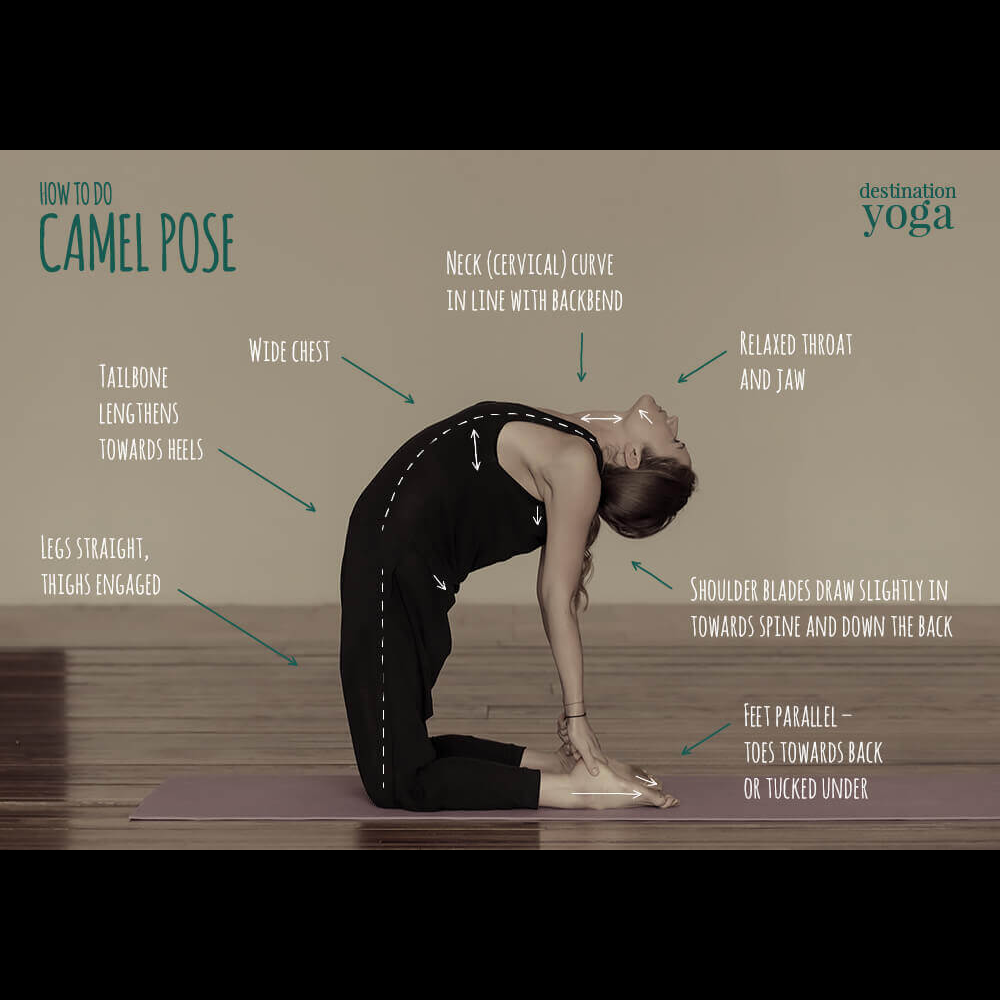 HOW TO DO
CAMEL POSE
destination
yoga
NECK (CERVICAL) CURVE
IN LINE WITH BACKBEND
WIDE CHEST
RELAXED THROAT
AND JAW
TAILBONE
LENGTHENS
TOWARDS HEELS
LEGS STRAIGHT,
THIGHS ENGAGED
SHOULDER BLADES DRAW SLIGHTLY IN
TOWARDS SPINE AND DOWN THE BACK
FEET PARALLEL –
TOES TOWARDS BACK
OR TUCKED UNDER